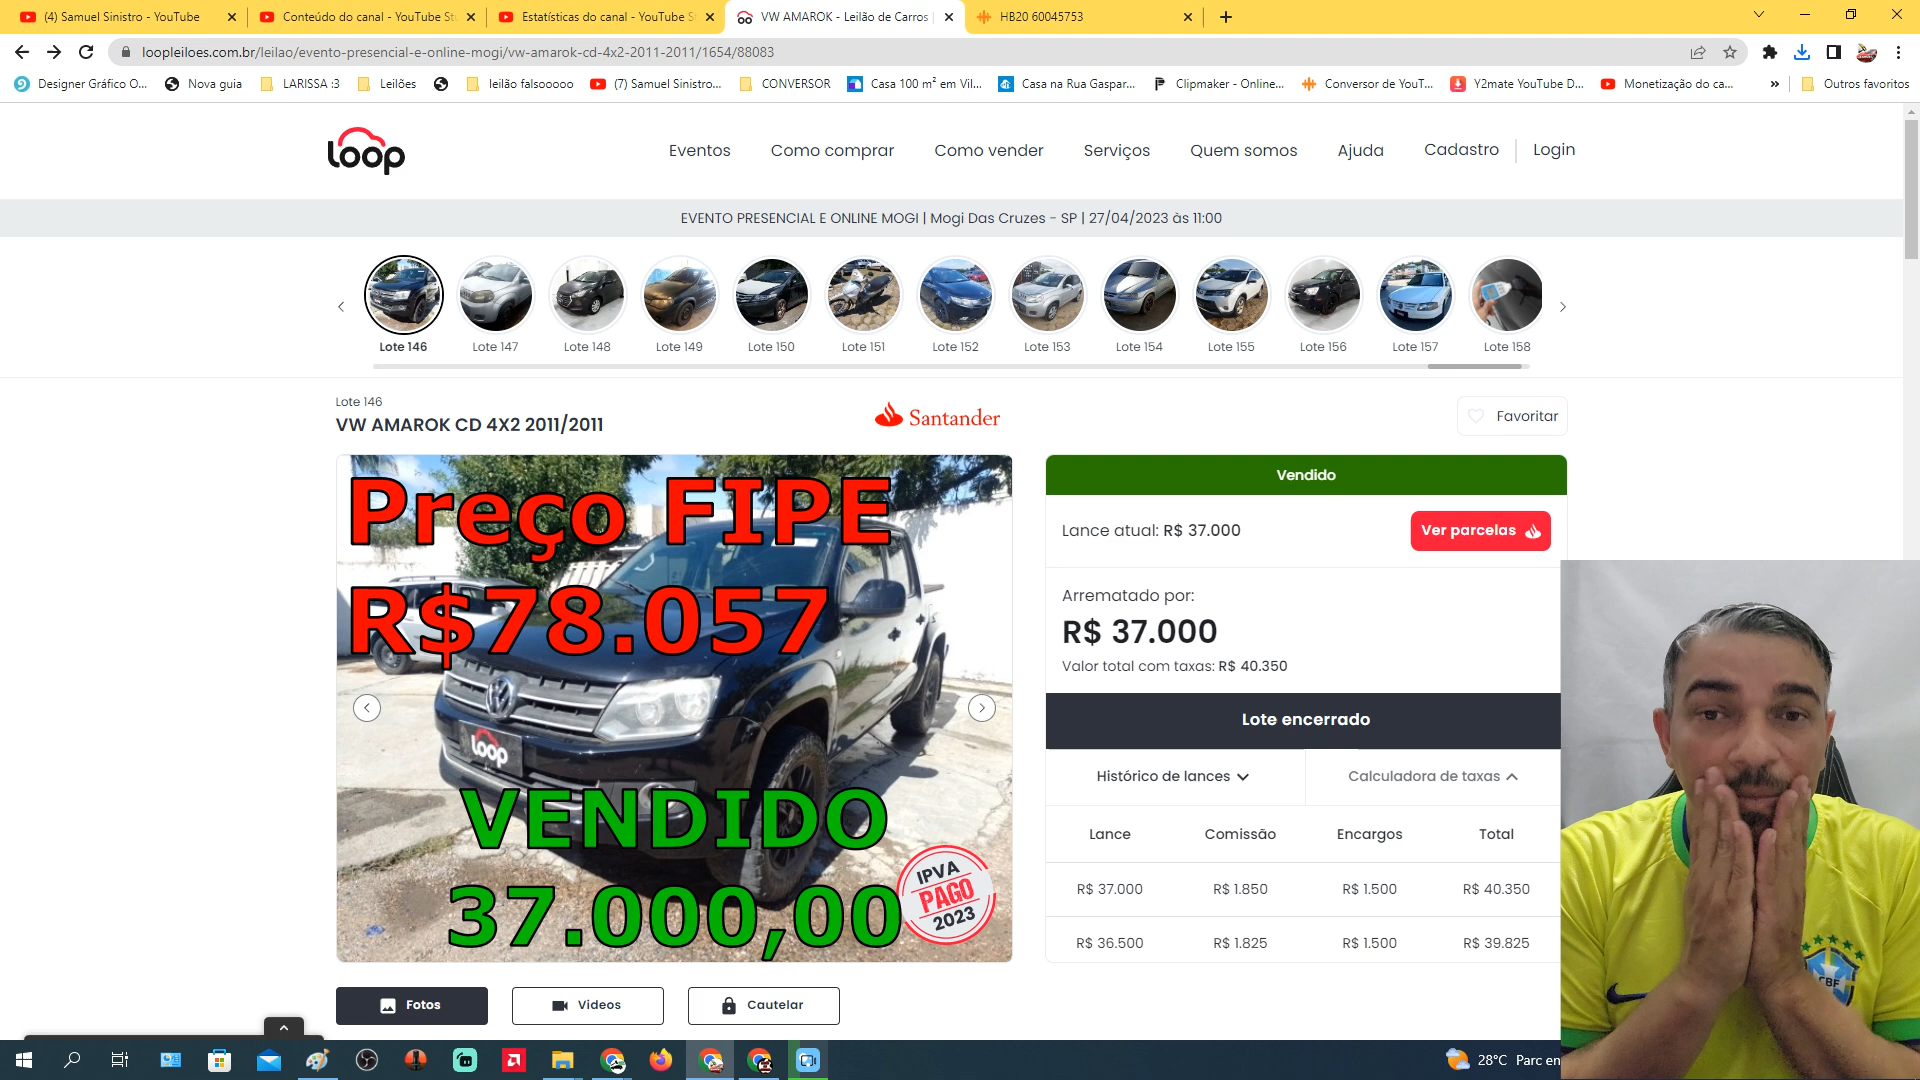 (4) Samuel Sinistro - YouTube
Conteúdo do canal - YouTube St
Estatísticas do canal - YouTube S
VW AMAROK - Leilão de Carros
HB20 60045753
loopleiloes.com.br/leilao/evento-presencial-e-online-mogi/vw-amarok-cd-4x2-2011-2011/1654/88083
Designer Gráfico O...
Nova guia
LARISSA :3
Leilões
leilão falsooooo
(7) Samuel Sinistro...
CONVERSOR
Casa 100 m² em Vil...
Casa na Rua Gaspar...
Clipmaker - Online...
Conversor de YouT...
Y2mate YouTube D...
Monetização do ca...
»
Outros favoritos
loop
Eventos
Como comprar
Como vender
Serviços
Quem somos
Ajuda
Cadastro
Login
EVENTO PRESENCIAL E ONLINE MOGI | Mogi Das Cruzes - SP | 27/04/2023 às 11:00
Lote 146
Lote 147
Lote 148
Lote 149
Lote 150
Lote 151
Lote 152
Lote 153
Lote 154
Lote 155
Lote 156
Lote 157
Lote 158
Lote 146
VW AMAROK CD 4X2 2011/2011
Santander
Favoritar
Preço FIPE
R$78.057
loop
VENDIDO
37.000,00
IPVA
PAGO
2023
Vendido
Lance atual: R$ 37.000
Ver parcelas
Arrematado por:
R$ 37.000
Valor total com taxas: R$ 40.350
Lote encerrado
Histórico de lances
Calculadora de taxas
Lance Comissão Encargos Total
R$ 37.000 R$ 1.850 R$ 1.500 R$ 40.350
R$ 36.500 R$ 1.825 R$ 1.500 R$ 39.825
Fotos
Videos
Cautelar
CBF
28°C Parc en